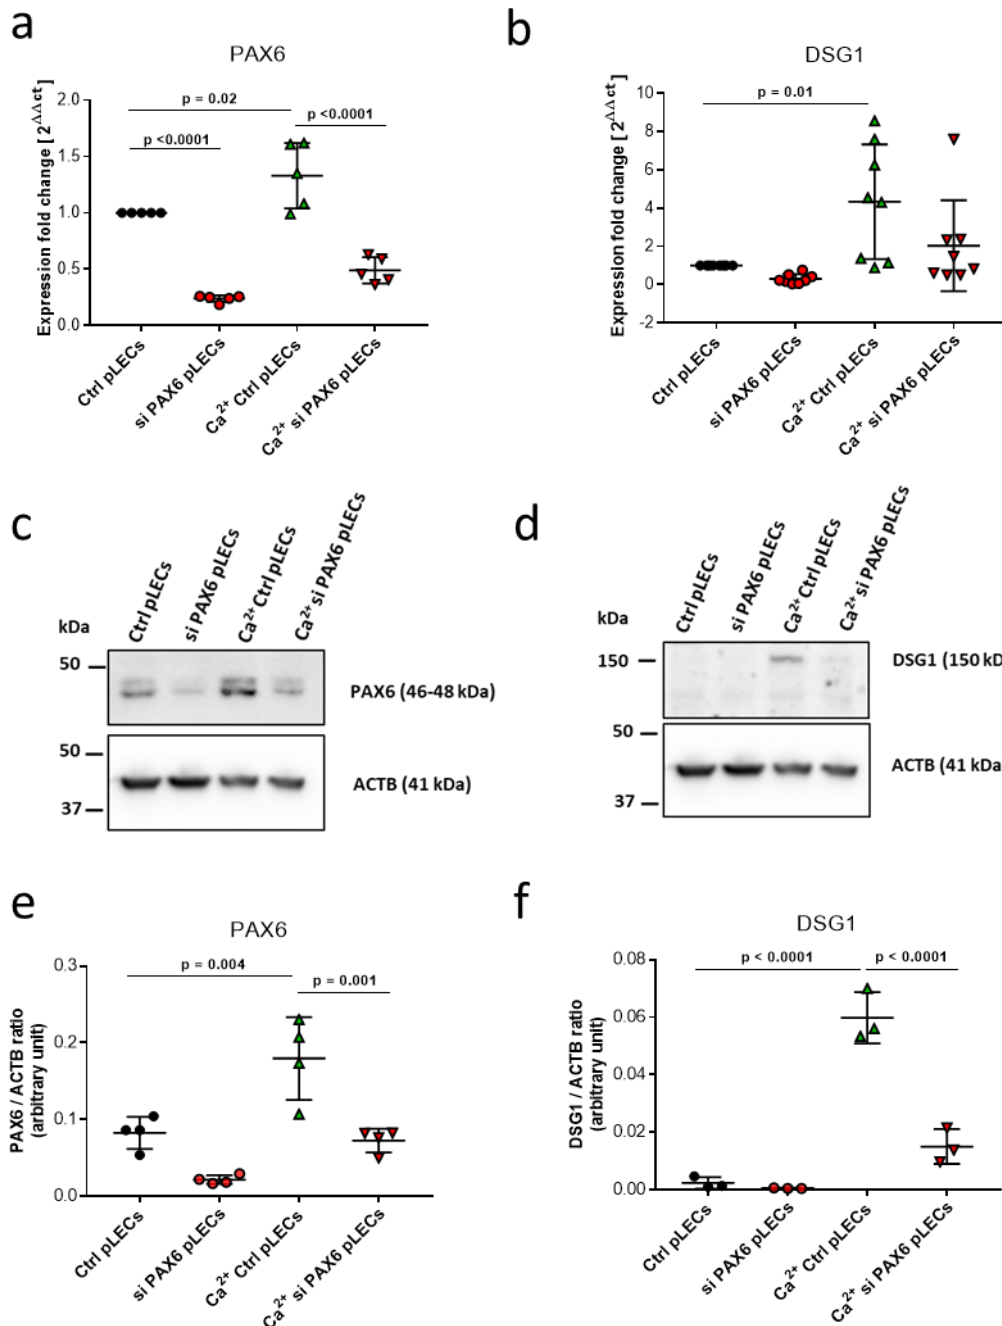 a
PAX6
Expression fold change [ 2^ΔΔct ]
2.0
1.5
1.0
0.5
0.0
p = 0.02
p <0.0001
p <0.0001
Ctrl pLECs
si PAX6 pLECs
Ca²⁺ Ctrl pLECs
Ca²⁺ si PAX6 pLECs
b
DSG1
Expression fold change [ 2^ΔΔct ]
10
8
6
4
2
0
-2
p = 0.01
Ctrl pLECs
si PAX6 pLECs
Ca²⁺ Ctrl pLECs
Ca²⁺ si PAX6 pLECs
c
Ctrl pLECs
si PAX6 pLECs
Ca²⁺ Ctrl pLECs
Ca²⁺ si PAX6 pLECs
kDa
50
PAX6 (46-48 kDa)
50
37
ACTB (41 kDa)
d
Ctrl pLECs
si PAX6 pLECs
Ca²⁺ Ctrl pLECs
Ca²⁺ si PAX6 pLECs
kDa
150
DSG1 (150 kD
50
37
ACTB (41 kDa
e
PAX6
PAX6 / ACTB ratio
(arbitrary unit)
0.3
0.2
0.1
0.0
p = 0.004
p = 0.001
Ctrl pLECs
si PAX6 pLECs
Ca²⁺ Ctrl pLECs
Ca²⁺ si PAX6 pLECs
f
DSG1
DSG1 / ACTB ratio
(arbitrary unit)
0.08
0.06
0.04
0.02
0.00
p < 0.0001
p < 0.0001
Ctrl pLECs
si PAX6 pLECs
Ca²⁺ Ctrl pLECs
Ca²⁺ si PAX6 pLECs